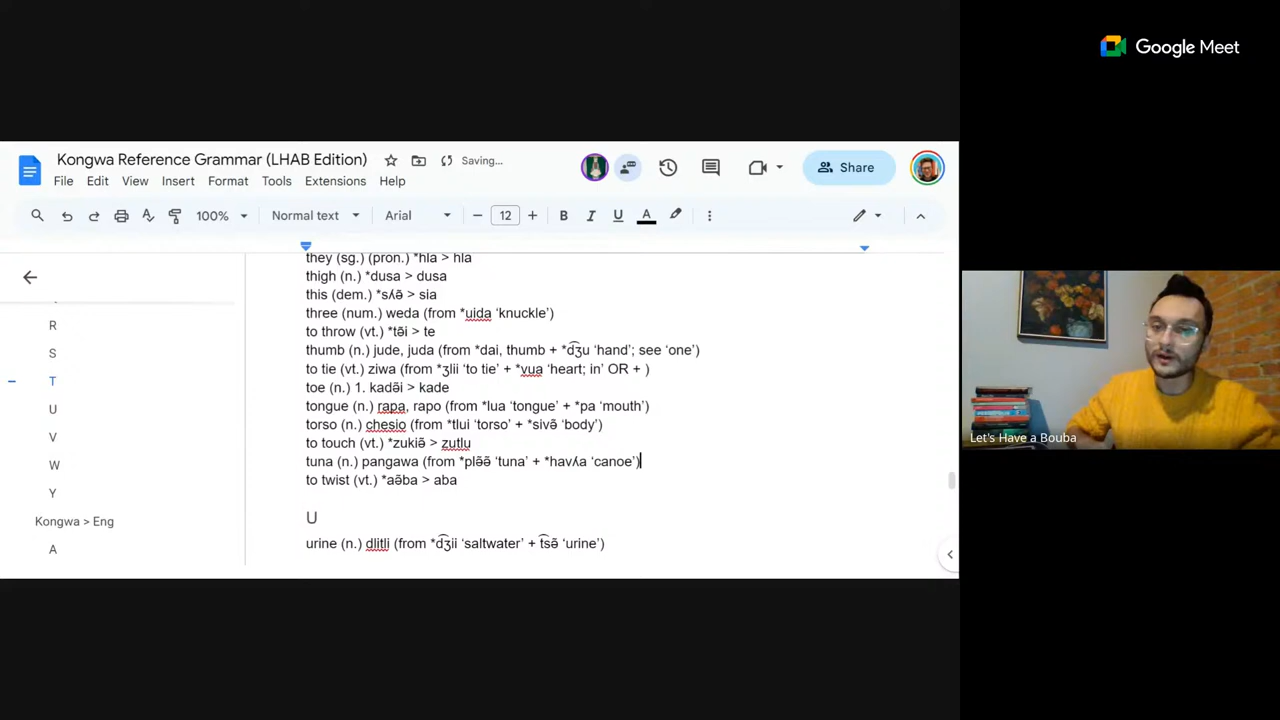 Google Meet
Kongwa Reference Grammar (LHAB Edition)
Saving...
Share
File Edit View Insert Format Tools Extensions Help
100% Normal text Arial 12 B I U A
they (sg.) (pron.) *hla > hla
thigh (n.) *dusa > dusa
this (dem.) *sʎə̃ > sia
three (num.) weda (from *uida ‘knuckle’)
to throw (vt.) *tə̃i > te
thumb (n.) jude, juda (from *dai, thumb + *d͡ʒu ‘hand’; see ‘one’)
to tie (vt.) ziwa (from *ʒlii ‘to tie’ + *vua ‘heart; in’ OR + )
toe (n.) 1. kadə̃i > kade
tongue (n.) rapa, rapo (from *lua ‘tongue’ + *pa ‘mouth’)
torso (n.) chesio (from *tlui ‘torso’ + *sivə̃ ‘body’)
to touch (vt.) *zukiə̃ > zutlu
tuna (n.) pangawa (from *plə̃ə̃ ‘tuna’ + *havʎa ‘canoe’)
to twist (vt.) *aə̃ba > aba
U
urine (n.) dlitli (from *d͡ʒii ‘saltwater’ + t͡sə̃ ‘urine’)
R
S
T
U
V
W
Y
Kongwa > Eng
A
Let's Have a Bouba